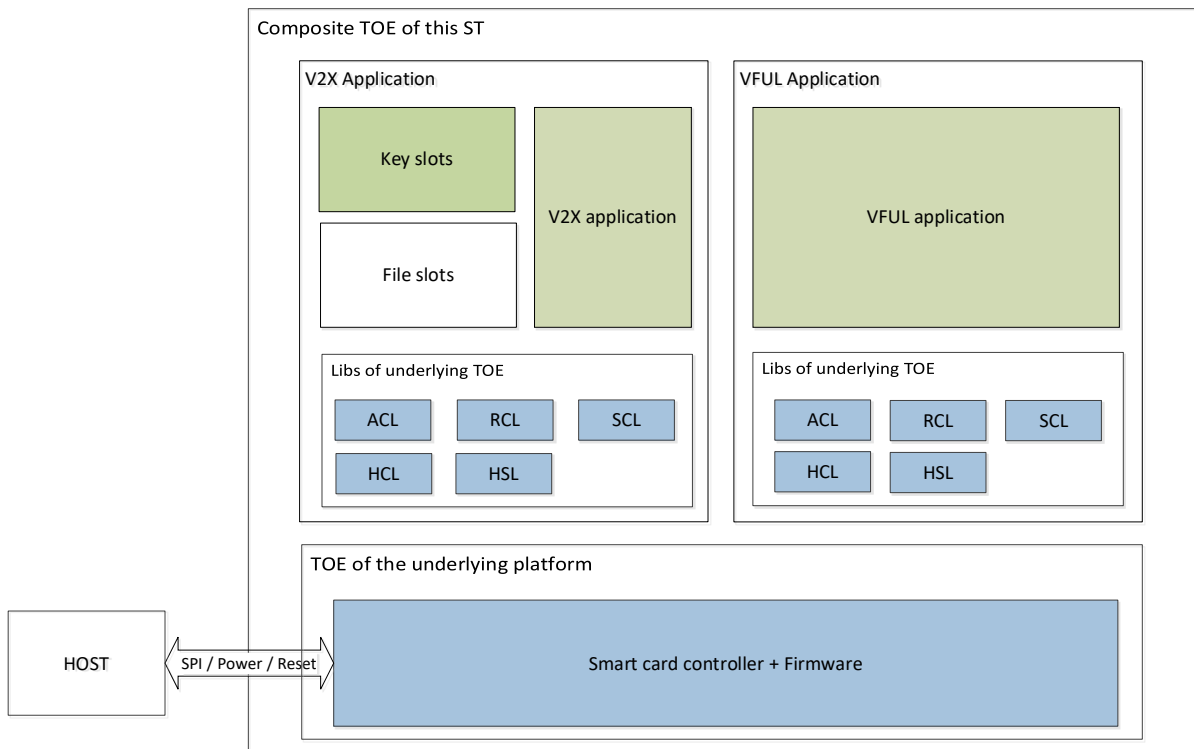 Composite TOE of this ST
V2X Application
Key slots
File slots
V2X application
Libs of underlying TOE
ACL
RCL
SCL
HCL
HSL
VFUL Application
VFUL application
Libs of underlying TOE
ACL
RCL
SCL
HCL
HSL
TOE of the underlying platform
HOST
SPI / Power / Reset
Smart card controller + Firmware